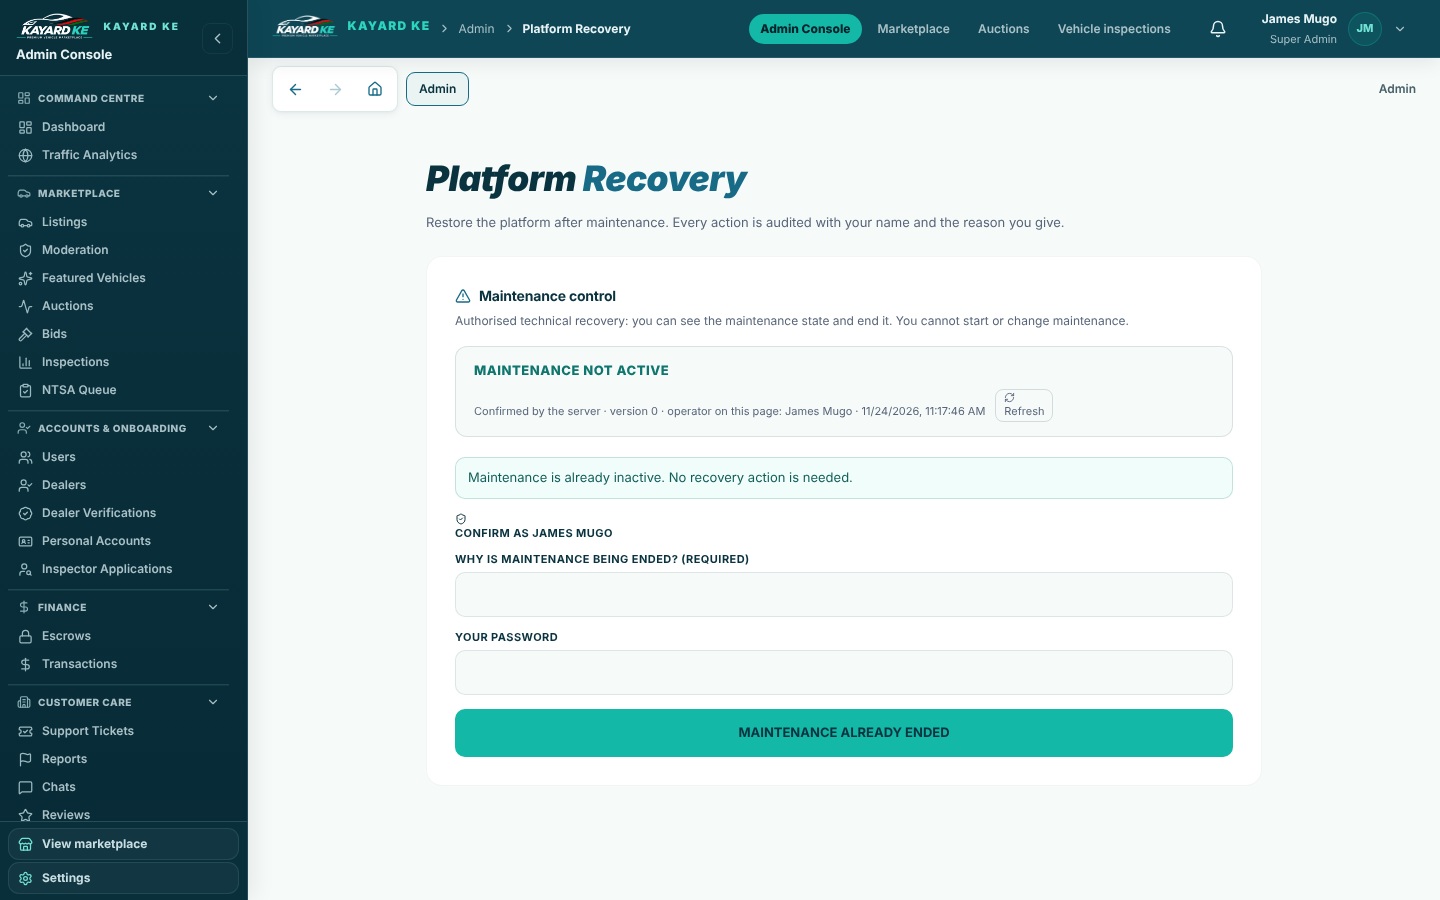 KAYARD KE
PREMIUM VEHICLE MARKETPLACE
KAYARD KE
Admin Console
COMMAND CENTRE
Dashboard
Traffic Analytics
MARKETPLACE
Listings
Moderation
Featured Vehicles
Auctions
Bids
Inspections
NTSA Queue
ACCOUNTS & ONBOARDING
Users
Dealers
Dealer Verifications
Personal Accounts
Inspector Applications
FINANCE
Escrows
Transactions
CUSTOMER CARE
Support Tickets
Reports
Chats
Reviews
View marketplace
Settings
KAYARD KE
KAYARD KE
Admin
Platform Recovery
Admin Console
Marketplace
Auctions
Vehicle inspections
James Mugo
Super Admin
JM
Admin
Admin
Platform Recovery
Restore the platform after maintenance. Every action is audited with your name and the reason you give.
Maintenance control
Authorised technical recovery: you can see the maintenance state and end it. You cannot start or change maintenance.
MAINTENANCE NOT ACTIVE
Confirmed by the server · version 0 · operator on this page: James Mugo · 11/24/2026, 11:17:46 AM
Refresh
Maintenance is already inactive. No recovery action is needed.
CONFIRM AS JAMES MUGO
WHY IS MAINTENANCE BEING ENDED? (REQUIRED)
YOUR PASSWORD
MAINTENANCE ALREADY ENDED